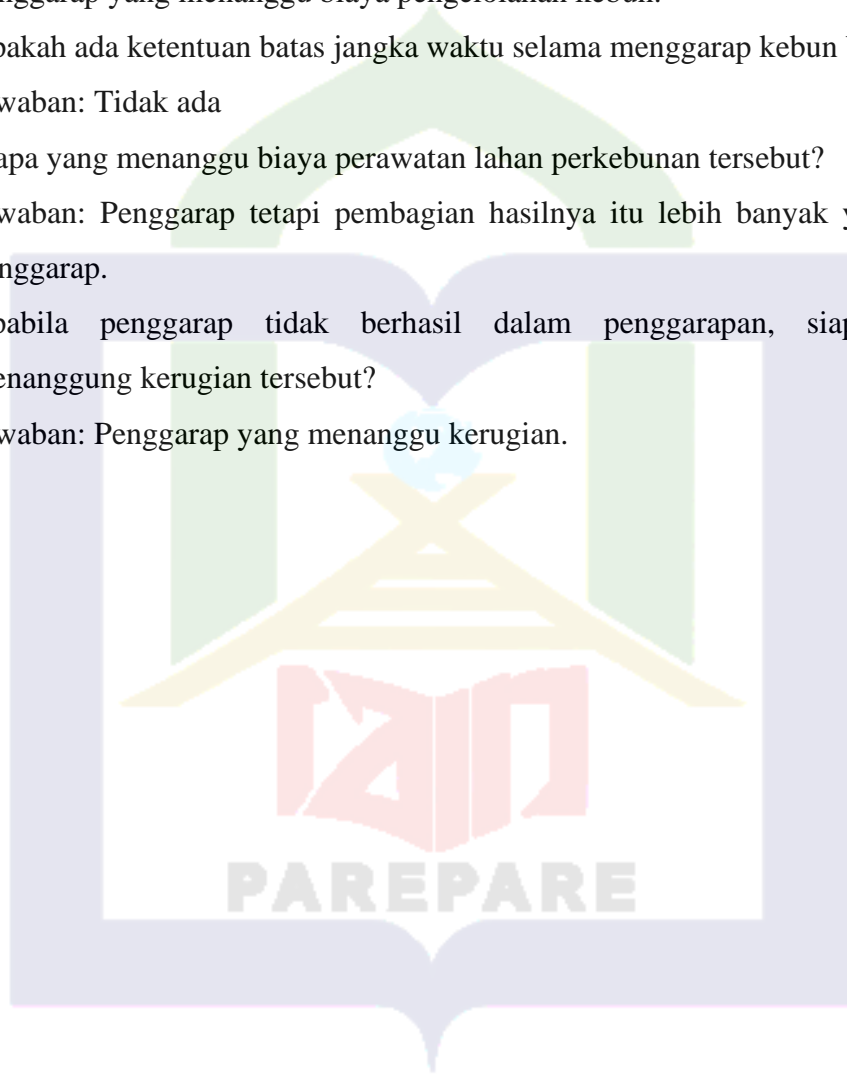 nggarap yang menanggu biaya pengelolahan kebun.
pakah ada ketentuan batas jangka waktu selama menggarap kebun
waban: Tidak ada
apa yang menanggu biaya perawatan lahan perkebunan tersebut?
waban: Penggarap tetapi pembagian hasilnya itu lebih banyak
nggarap.
pabila penggarap tidak berhasil dalam penggarapan, siap
enanggung kerugian tersebut?
waban: Penggarap yang menanggu kerugian.
iain
PAREPARE